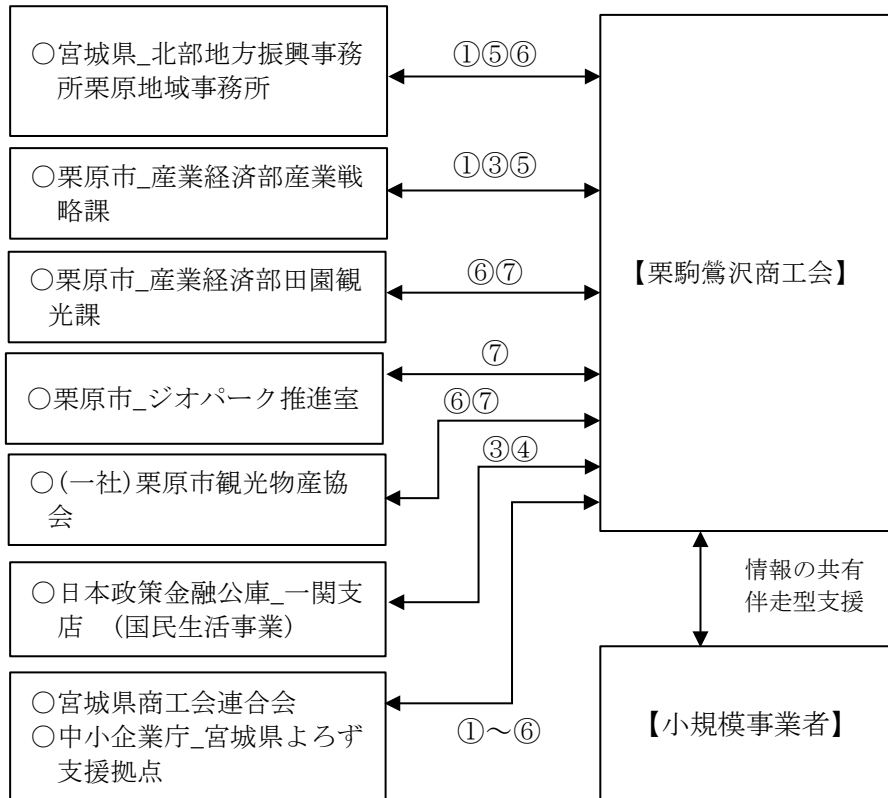 ○宮城県_北部地方振興事務
所栗原地域事務所
①⑤⑥
○栗原市_産業経済部産業戦
略課
①③⑤
○栗原市_産業経済部田園観
光課
⑥⑦
【栗駒鶯沢商工会】
○栗原市_ジオパーク推進室
⑦
○(一社)栗原市観光物産協
会
⑥⑦
○日本政策金融公庫_一関支
店 (国民生活事業)
③④
情報の共有
伴走型支援
○宮城県商工会連合会
○中小企業庁_宮城県よろず
支援拠点
①～⑥
【小規模事業者】